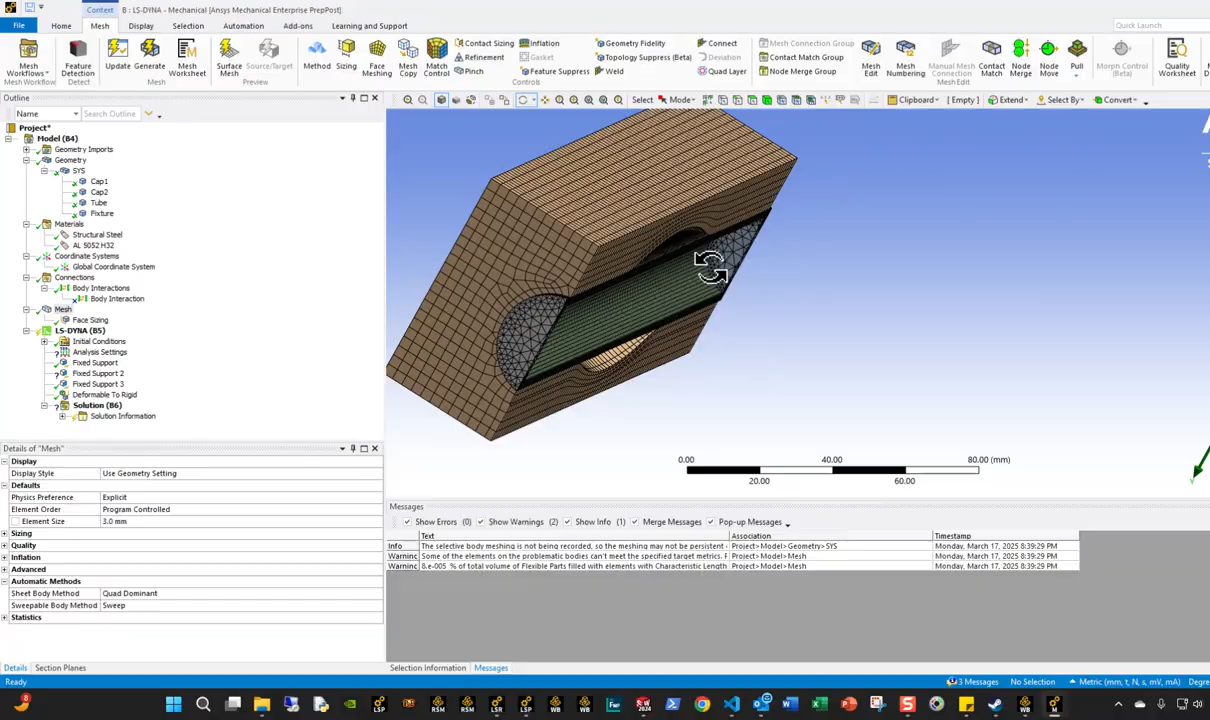 Context
B : LS-DYNA - Mechanical [Ansys Mechanical Enterprise PrepPost]
File Home Mesh Display Selection Automation Add-ons Learning and Support
Quick Launch
Mesh Workflows
Feature Detection
Update
Generate
Mesh Worksheet
Surface Mesh
Source/Target
Method
Sizing
Face Meshing
Mesh Copy
Match Control
Contact Sizing
Refinement
Pinch
Inflation
Gasket
Feature Suppress
Geometry Fidelity
Topology Suppress (Beta)
Weld
Connect
Deviation
Quad Layer
Mesh Connection Group
Contact Match Group
Node Merge Group
Mesh Edit
Mesh Numbering
Manual Mesh Connection
Contact Match
Node Merge
Node Move
Pull
Morph Control (Beta)
Quality Worksheet
Mesh Workflow
Preview
Controls
Mesh Edit
Outline
Name
Search Outline
Select Mode
Clipboard
[ Empty ]
Extend
Select By
Convert
Project*
Model (B4)
Geometry Imports
Geometry
SYS
Cap1
Cap2
Tube
Fixture
Materials
Structural Steel
AL 5052 H32
Coordinate Systems
Global Coordinate System
Connections
Body Interactions
Body Interaction
Mesh
Face Sizing
LS-DYNA (B5)
Initial Conditions
Analysis Settings
Fixed Support
Fixed Support 2
Fixed Support 3
Deformable To Rigid
Solution (B6)
Solution Information
Details of "Mesh"
Display
Display Style Use Geometry Setting
Defaults
Physics Preference Explicit
Element Order Program Controlled
Element Size 3.0 mm
Sizing
Quality
Inflation
Advanced
Automatic Methods
Sheet Body Method Quad Dominant
Sweepable Body Method Sweep
Statistics
Details Section Planes
0.00 40.00 80.00 (mm)
20.00 60.00
Messages
Show Errors (0) Show Warnings (2) Show Info (1) Merge Messages Pop-up Messages
Text Association Timestamp
Info The selective body meshing is not being recorded, so the meshing may not be persistent Project>Model>Geometry>SYS Monday, March 17, 2025 8:39:29 PM
Warning Some of the elements on the problematic bodies can't meet the specified target metrics. Project>Model>Mesh Monday, March 17, 2025 8:39:29 PM
Warning 8.e-005 % of total volume of Flexible Parts filled with elements with Characteristic Length Project>Model>Mesh Monday, March 17, 2025 8:39:29 PM
Selection Information Messages
Ready
3 Messages No Selection Metric (mm, t, N, s, mV, mA) Degre